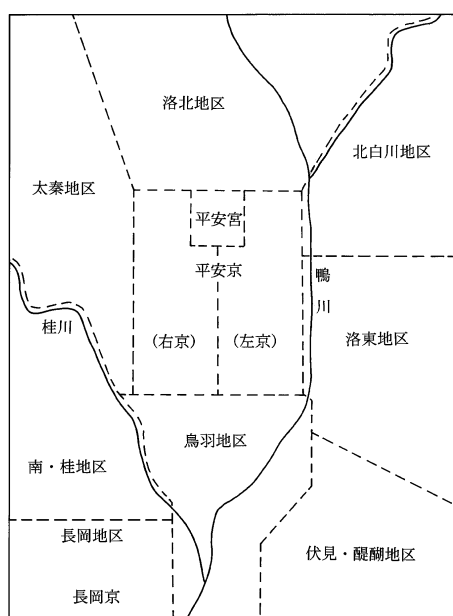 洛北地区
北白川地区
太秦地区
平安宮
平安京
鴨川
桂川
(右京)
(左京)
洛東地区
鳥羽地区
南・桂地区
長岡地区
伏見・醍醐地区
長岡京